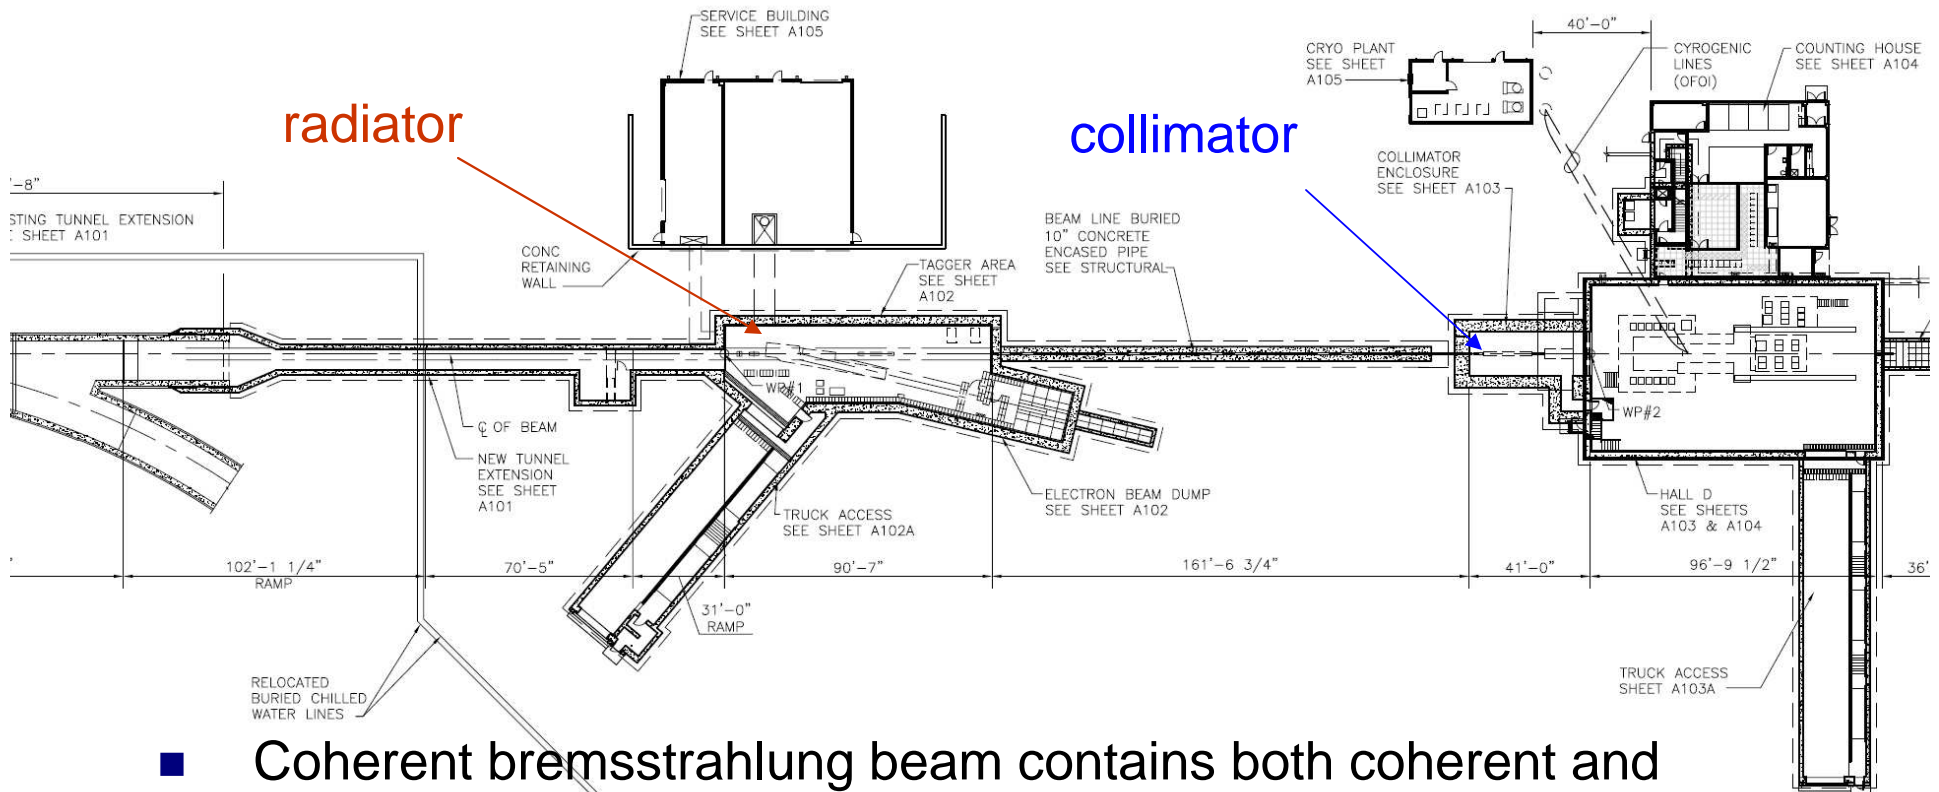 SERVICE BUILDING
SEE SHEET A105
radiator
collimator
40'-0"
CRYO PLANT
SEE SHEET
A105
CYROGENIC
LINES
(OFOI)
COUNTING HOUSE
SEE SHEET A104
COLLIMATOR
ENCLOSURE
SEE SHEET A103
'-8"
STING TUNNEL EXTENSION
SHEET A101
CONC
RETAINING
WALL
TAGGER AREA
SEE SHEET
A102
BEAM LINE BURIED
10" CONCRETE
ENCASED PIPE
SEE STRUCTURAL
WP#1
WP#2
℄ OF BEAM
NEW TUNNEL
EXTENSION
SEE SHEET
A101
TRUCK ACCESS
SEE SHEET A102A
ELECTRON BEAM DUMP
SEE SHEET A102
HALL D
SEE SHEETS
A103 & A104
102'-1 1/4"
RAMP
70'-5"
31'-0"
RAMP
90'-7"
161'-6 3/4"
41'-0"
96'-9 1/2"
36'
RELOCATED
BURIED CHILLED
WATER LINES
TRUCK ACCESS
SHEET A103A
■ Coherent bremsstrahlung beam contains both coherent and